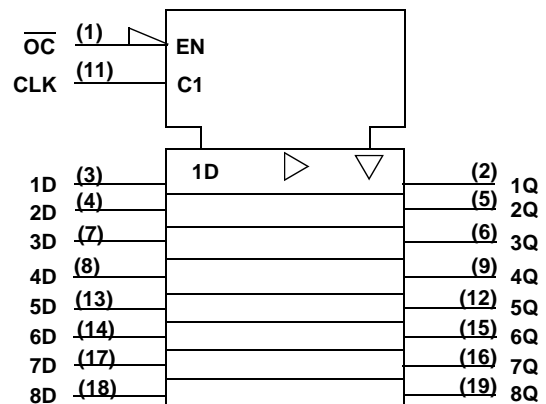 OC (1) EN
CLK (11) C1
1D
1D (3) (2) 1Q
2D (4) (5) 2Q
3D (7) (6) 3Q
4D (8) (9) 4Q
5D (13) (12) 5Q
6D (14) (15) 6Q
7D (17) (16) 7Q
8D (18) (19) 8Q